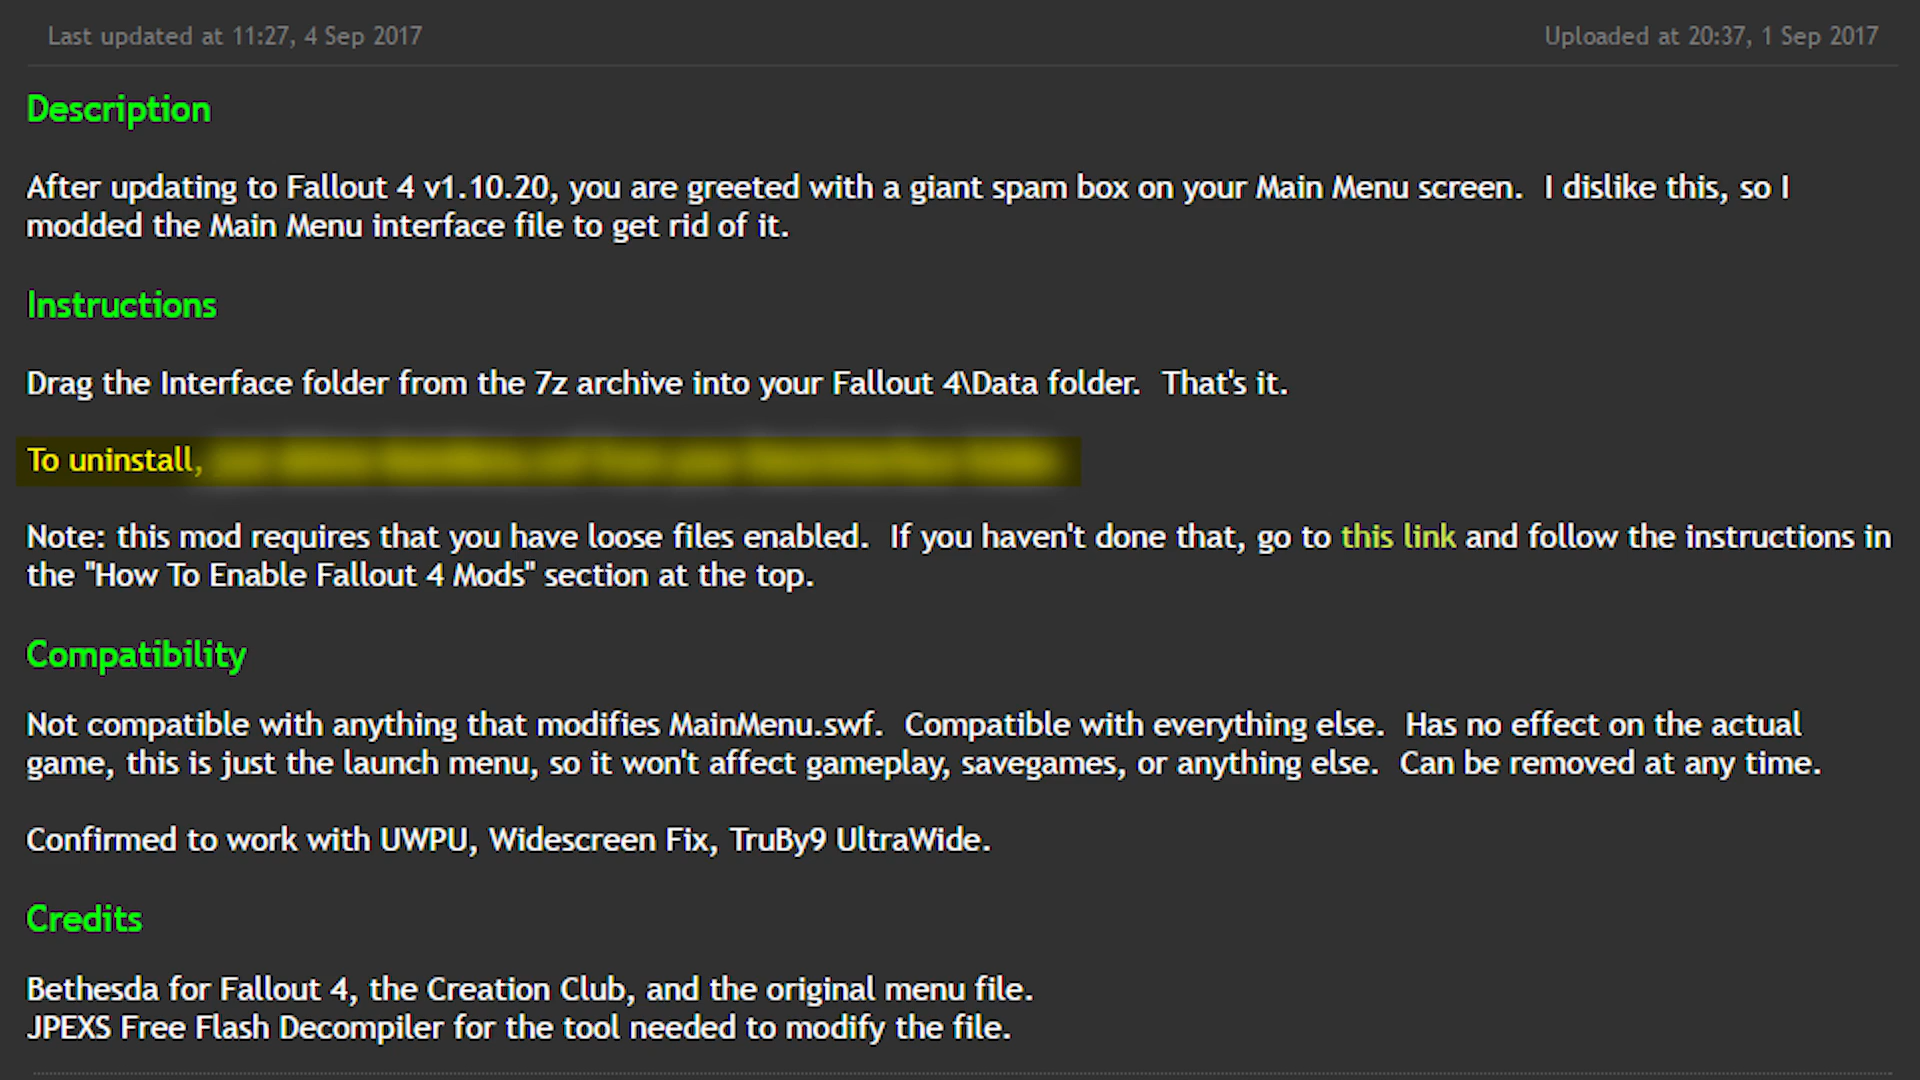 Last updated at 11:27, 4 Sep 2017
Uploaded at 20:37, 1 Sep 2017
Description
After updating to Fallout 4 v1.10.20, you are greeted with a giant spam box on your Main Menu screen.  I dislike this, so I
modded the Main Menu interface file to get rid of it.
Instructions
Drag the Interface folder from the 7z archive into your Fallout 4\Data folder.  That's it.
To uninstall,
Note: this mod requires that you have loose files enabled.  If you haven't done that, go to this link and follow the instructions in
the "How To Enable Fallout 4 Mods" section at the top.
Compatibility
Not compatible with anything that modifies MainMenu.swf.  Compatible with everything else.  Has no effect on the actual
game, this is just the launch menu, so it won't affect gameplay, savegames, or anything else.  Can be removed at any time.
Confirmed to work with UWPU, Widescreen Fix, TruBy9 UltraWide.
Credits
Bethesda for Fallout 4, the Creation Club, and the original menu file.
JPEXS Free Flash Decompiler for the tool needed to modify the file.